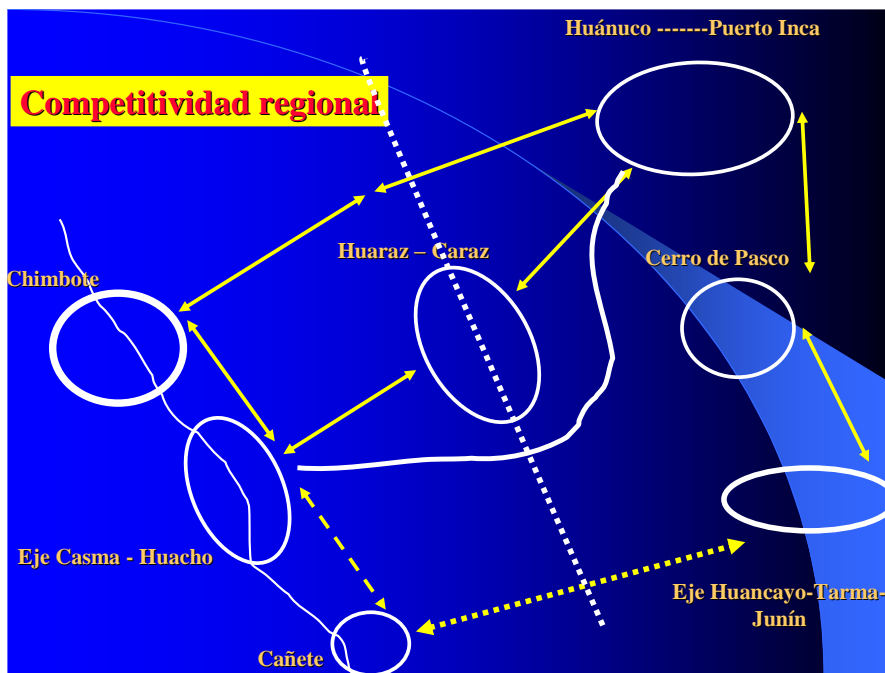 Huánuco -------Puerto Inca
Competitividad regional
Huaraz – Caraz
Cerro de Pasco
Chimbote
Eje Casma - Huacho
Eje Huancayo-Tarma-
Junín
Cañete